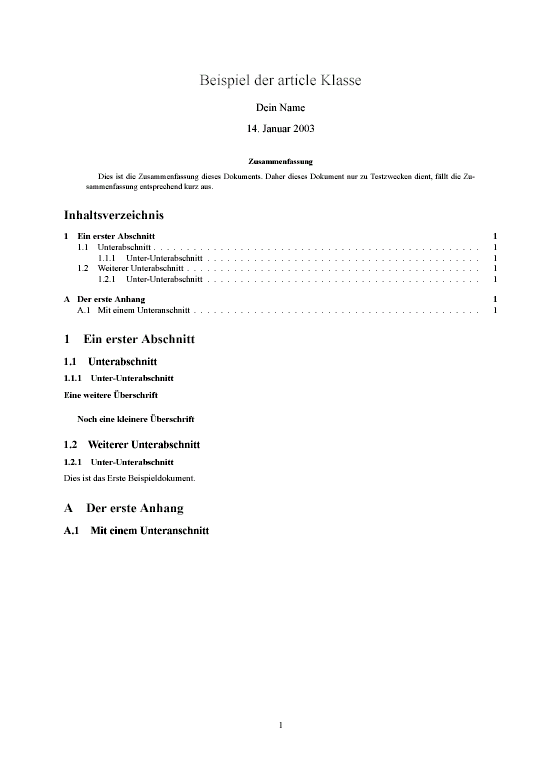 Beispiel der article Klasse
Dein Name
14. Januar 2003
Zusammenfassung
Dies ist die Zusammenfassung dieses Dokuments. Daher dieses Dokument nur zu Testzwecken dient, fällt die Zu-
sammenfassung entsprechend kurz aus.
Inhaltsverzeichnis
1 Ein erster Abschnitt 1
1.1 Unterabschnitt . . . . . . . . . . . . . . . . . . . . . . . . . . . . . . . . 1
1.1.1 Unter-Unterabschnitt . . . . . . . . . . . . . . . . . . . . . . . . . . . . 1
1.2 Weiterer Unterabschnitt . . . . . . . . . . . . . . . . . . . . . . . . . . . . 1
1.2.1 Unter-Unterabschnitt . . . . . . . . . . . . . . . . . . . . . . . . . . . . 1
A Der erste Anhang 1
A.1 Mit einem Unteranschnitt . . . . . . . . . . . . . . . . . . . . . . . . . . . . 1
1 Ein erster Abschnitt
1.1 Unterabschnitt
1.1.1 Unter-Unterabschnitt
Eine weitere Überschrift
Noch eine kleinere Überschrift
1.2 Weiterer Unterabschnitt
1.2.1 Unter-Unterabschnitt
Dies ist das Erste Beispieldokument.
A Der erste Anhang
A.1 Mit einem Unteranschnitt
1